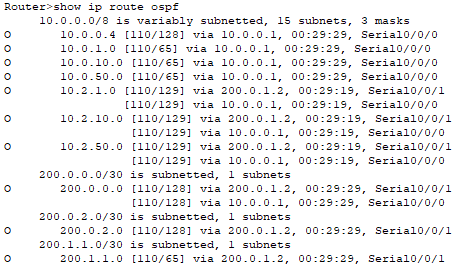 Router>show ip route ospf
10.0.0.0/8 is variably subnetted, 15 subnets, 3 masks
O 10.0.0.4 [110/128] via 10.0.0.1, 00:29:29, Serial0/0/0
O 10.0.1.0 [110/65] via 10.0.0.1, 00:29:29, Serial0/0/0
O 10.0.10.0 [110/65] via 10.0.0.1, 00:29:29, Serial0/0/0
O 10.0.50.0 [110/65] via 10.0.0.1, 00:29:29, Serial0/0/0
O 10.2.1.0 [110/129] via 200.0.1.2, 00:29:19, Serial0/0/1
[110/129] via 10.0.0.1, 00:29:19, Serial0/0/0
O 10.2.10.0 [110/129] via 200.0.1.2, 00:29:19, Serial0/0/1
[110/129] via 10.0.0.1, 00:29:19, Serial0/0/0
O 10.2.50.0 [110/129] via 200.0.1.2, 00:29:19, Serial0/0/1
[110/129] via 10.0.0.1, 00:29:19, Serial0/0/0
200.0.0.0/30 is subnetted, 1 subnets
O 200.0.0.0 [110/128] via 200.0.1.2, 00:29:29, Serial0/0/1
[110/128] via 10.0.0.1, 00:29:29, Serial0/0/0
200.0.2.0/30 is subnetted, 1 subnets
O 200.0.2.0 [110/128] via 200.0.1.2, 00:29:29, Serial0/0/1
200.1.1.0/30 is subnetted, 1 subnets
O 200.1.1.0 [110/65] via 200.0.1.2, 00:29:29, Serial0/0/1